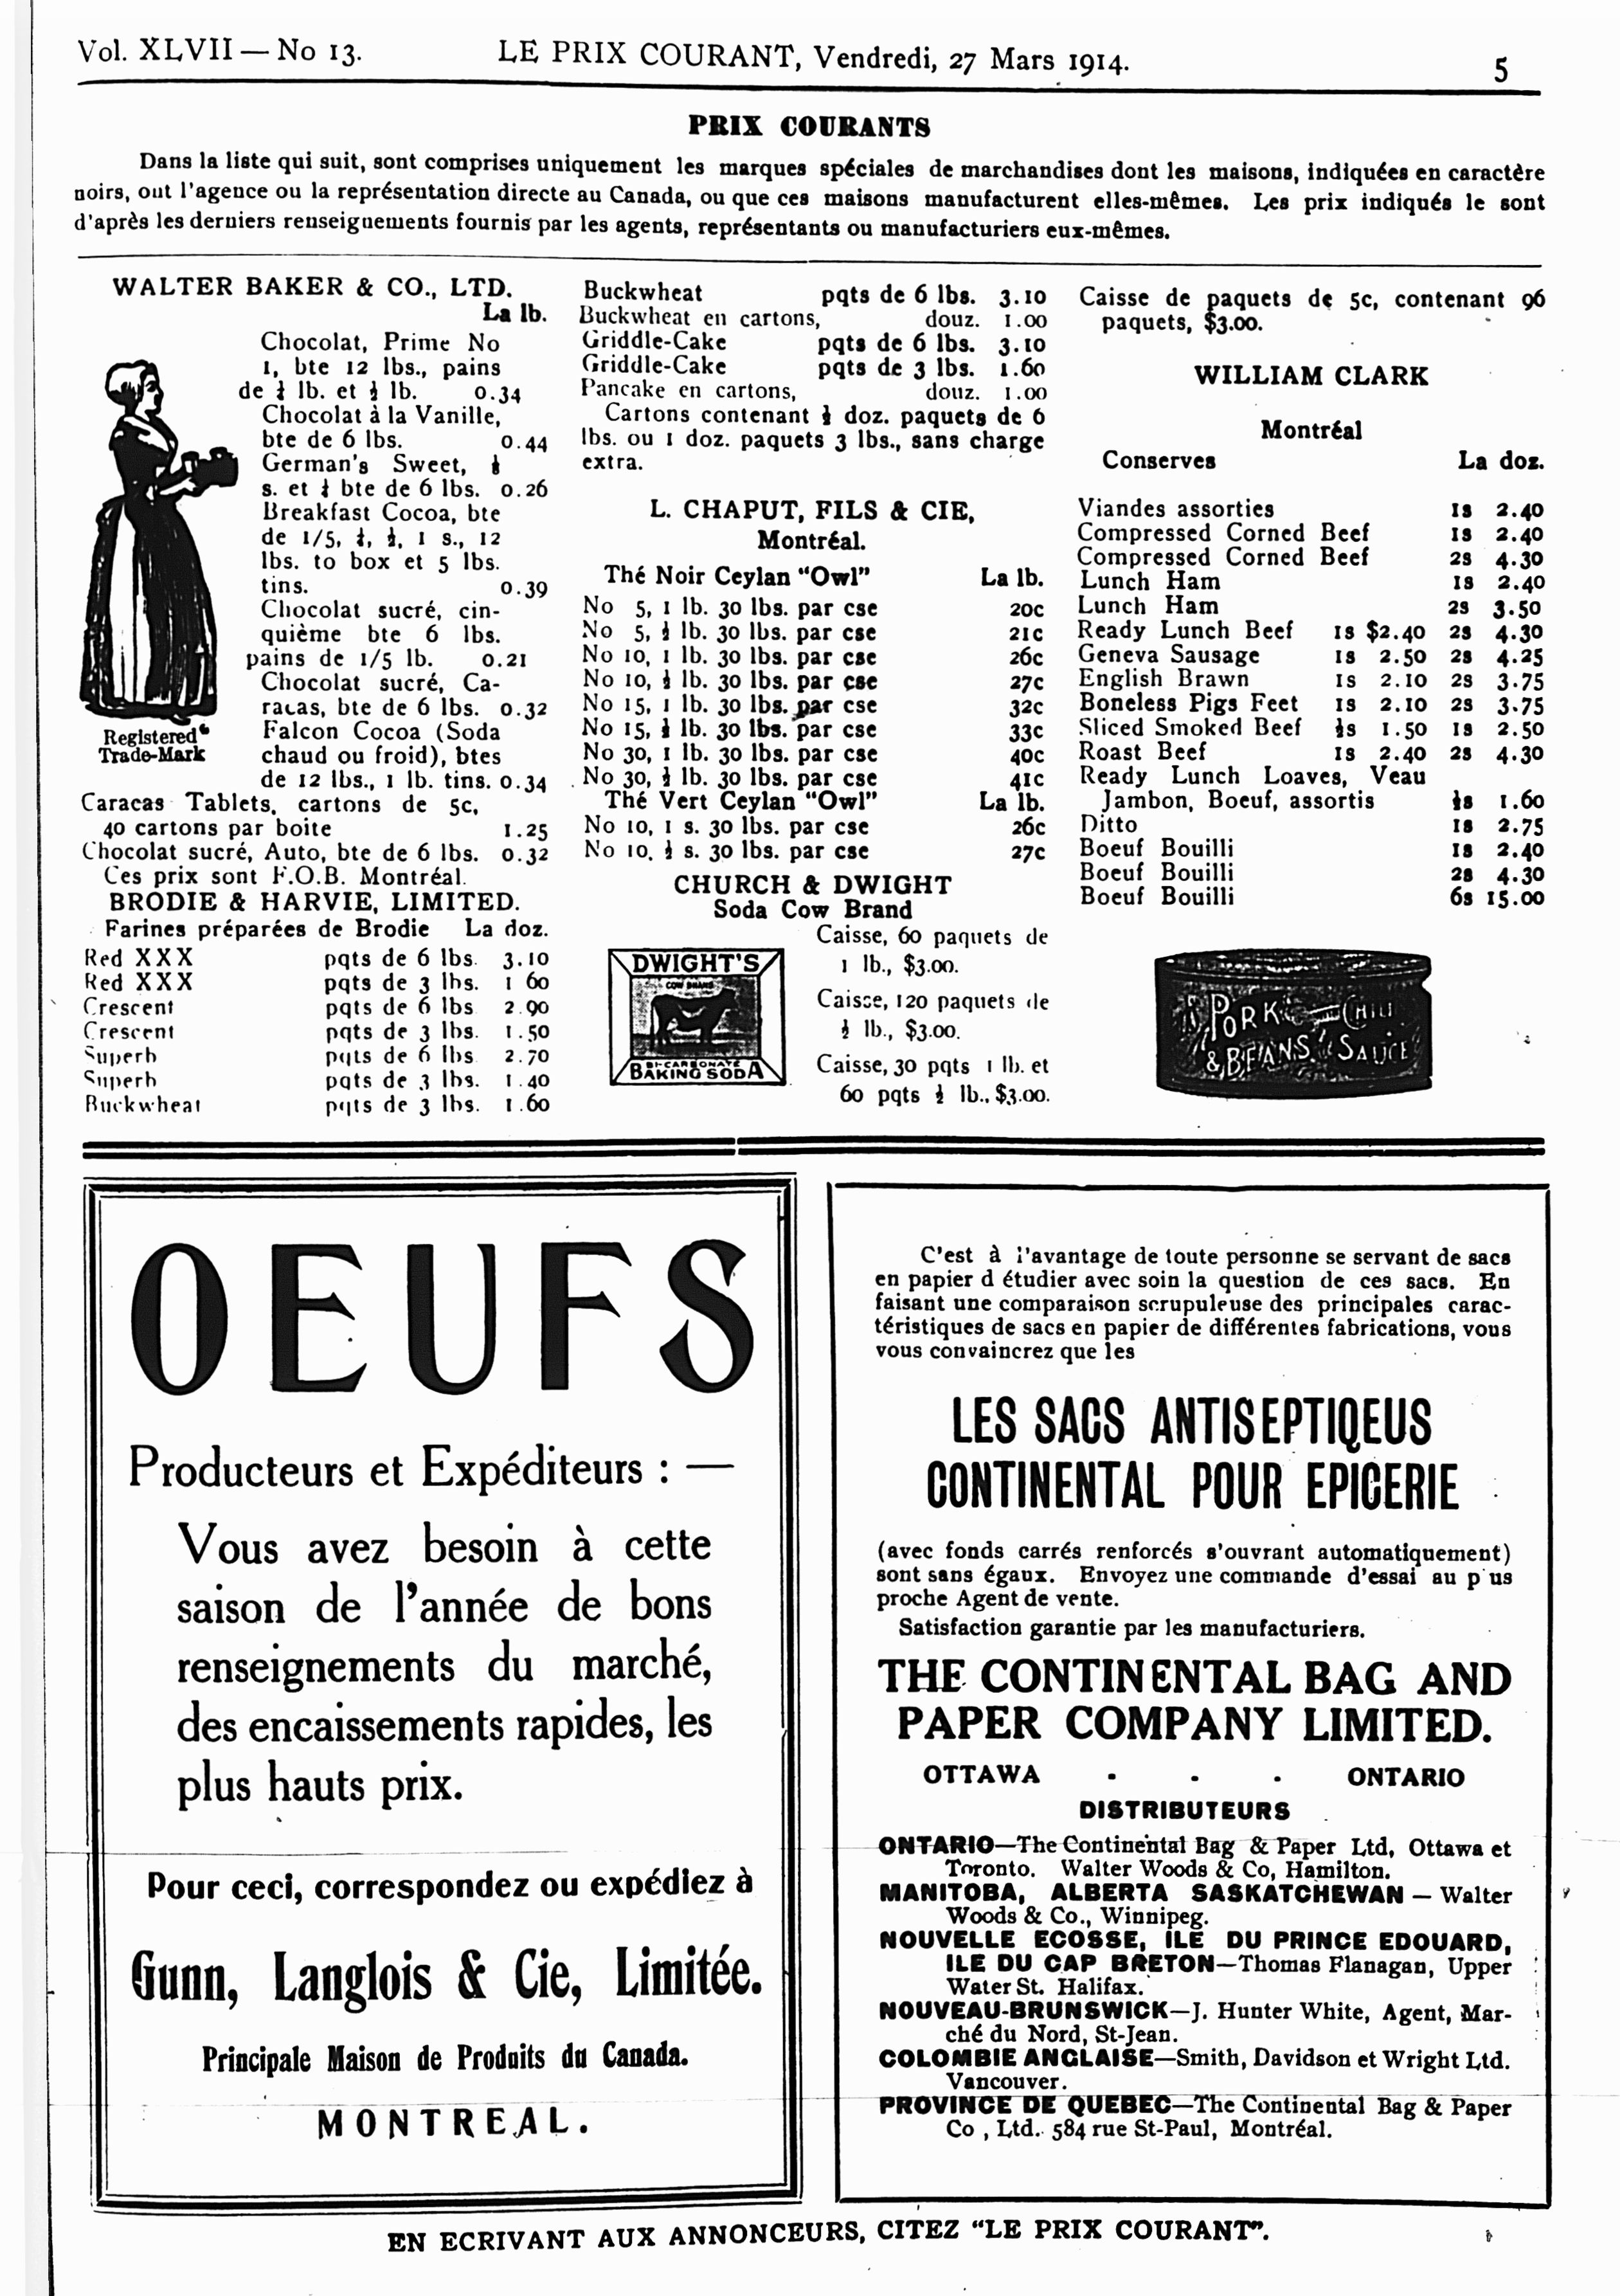 Vol. XLVII — No 13. LE PRIX COURANT, Vendredi, 27 Mars 1914. 5
PRIX COURANTS
Dans la liste qui suit, sont comprises uniquement les marques spéciales de marchandises dont les maisons, indiquées en caractère
noirs, ont l'agence ou la représentation directe au Canada, ou que ces maisons manufacturent elles-mêmes. Les prix indiqués le sont
d'après les derniers renseignements fournis par les agents, représentants ou manufacturiers eux-mêmes.
WALTER BAKER & CO., LTD.
La lb.
Chocolat, Prime No
1, bte 12 lbs., pains
de ¼ lb. et ½ lb. 0.34
Chocolat à la Vanille,
bte de 6 lbs. 0.44
German's Sweet, ½
s. et ¼ bte de 6 lbs. 0.26
Breakfast Cocoa, bte
de 1/5, ¼, ½, 1 s., 12
lbs. to box et 5 lbs.
tins. 0.39
Chocolat sucré, cin-
quième bte 6 lbs.
pains de 1/5 lb. 0.21
Chocolat sucré, Ca-
racas, bte de 6 lbs. 0.32
Falcon Cocoa (Soda
chaud ou froid), btes
de 12 lbs., 1 lb. tins. 0.34
Registered
Trade-Mark
Caracas Tablets, cartons de 5c,
40 cartons par boite 1.25
Chocolat sucré, Auto, bte de 6 lbs. 0.32
Ces prix sont F.O.B. Montréal.
BRODIE & HARVIE, LIMITED.
Farines préparées de Brodie La doz.
Red XXX pqts de 6 lbs. 3.10
Red XXX pqts de 3 lbs. 1 60
Crescent pqts de 6 lbs 2.90
Crescent pqts de 3 lbs. 1.50
Superb pqts de 6 lbs 2.70
Superb pqts de 3 lbs. 1.40
Buckwheat pqts de 3 lbs. 1.60
Buckwheat pqts de 6 lbs. 3.10
Buckwheat en cartons, douz. 1.00
Griddle-Cake pqts de 6 lbs. 3.10
Griddle-Cake pqts de 3 lbs. 1.60
Pancake en cartons, douz. 1.00
Cartons contenant ½ doz. paquets de 6
lbs. ou 1 doz. paquets 3 lbs., sans charge
extra.
L. CHAPUT, FILS & CIE,
Montréal.
Thé Noir Ceylan "Owl" La lb.
No 5, 1 lb. 30 lbs. par cse 20c
No 5, ½ lb. 30 lbs. par cse 21c
No 10, 1 lb. 30 lbs. par cse 26c
No 10, ½ lb. 30 lbs. par cse 27c
No 15, 1 lb. 30 lbs. par cse 32c
No 15, ½ lb. 30 lbs. par cse 33c
No 30, 1 lb. 30 lbs. par cse 40c
No 30, ½ lb. 30 lbs. par cse 41c
Thé Vert Ceylan "Owl" La lb.
No 10, 1 s. 30 lbs. par cse 26c
No 10, ½ s. 30 lbs. par cse 27c
CHURCH & DWIGHT
Soda Cow Brand
DWIGHT'S
COW BRAND
BI-CARBONATE
BAKING SODA
Caisse, 60 paquets de
1 lb., $3.00.
Caisse, 120 paquets de
½ lb., $3.00.
Caisse, 30 pqts 1 lb. et
60 pqts ½ lb., $3.00.
Caisse de paquets de 5c, contenant 96
paquets, $3.00.
WILLIAM CLARK
Montréal
Conserves La doz.
Viandes assorties 1s 2.40
Compressed Corned Beef 1s 2.40
Compressed Corned Beef 2s 4.30
Lunch Ham 1s 2.40
Lunch Ham 2s 3.50
Ready Lunch Beef 1s $2.40 2s 4.30
Geneva Sausage 1s 2.50 2s 4.25
English Brawn 1s 2.10 2s 3.75
Boneless Pigs Feet 1s 2.10 2s 3.75
Sliced Smoked Beef ½s 1.50 1s 2.50
Roast Beef 1s 2.40 2s 4.30
Ready Lunch Loaves, Veau
Jambon, Boeuf, assortis ½s 1.60
Ditto 1s 2.75
Boeuf Bouilli 1s 2.40
Boeuf Bouilli 2s 4.30
Boeuf Bouilli 6s 15.00
PORK CHILI
& BEANS. SAUCE
OEUFS
Producteurs et Expéditeurs : —
Vous avez besoin à cette
saison de l'année de bons
renseignements du marché,
des encaissements rapides, les
plus hauts prix.
Pour ceci, correspondez ou expédiez à
Gunn, Langlois & Cie, Limitée.
Principale Maison de Produits du Canada.
MONTREAL.
C'est à l'avantage de toute personne se servant de sacs
en papier d étudier avec soin la question de ces sacs. En
faisant une comparaison scrupuleuse des principales carac-
téristiques de sacs en papier de différentes fabrications, vous
vous convaincrez que les
LES SACS ANTISEPTIQEUS
CONTINENTAL POUR EPICERIE
(avec fonds carrés renforcés s'ouvrant automatiquement)
sont sans égaux. Envoyez une commande d'essai au p us
proche Agent de vente.
Satisfaction garantie par les manufacturiers.
THE CONTINENTAL BAG AND
PAPER COMPANY LIMITED.
OTTAWA - - - ONTARIO
DISTRIBUTEURS
ONTARIO—The Continental Bag & Paper Ltd, Ottawa et
Toronto. Walter Woods & Co, Hamilton.
MANITOBA, ALBERTA SASKATCHEWAN — Walter
Woods & Co., Winnipeg.
NOUVELLE ECOSSE, ILE DU PRINCE EDOUARD,
ILE DU CAP BRETON—Thomas Flanagan, Upper
Water St. Halifax.
NOUVEAU-BRUNSWICK—J. Hunter White, Agent, Mar-
ché du Nord, St-Jean.
COLOMBIE ANGLAISE—Smith, Davidson et Wright Ltd.
Vancouver.
PROVINCE DE QUEBEC—The Continental Bag & Paper
Co , Ltd. 584 rue St-Paul, Montréal.
EN ECRIVANT AUX ANNONCEURS, CITEZ "LE PRIX COURANT".